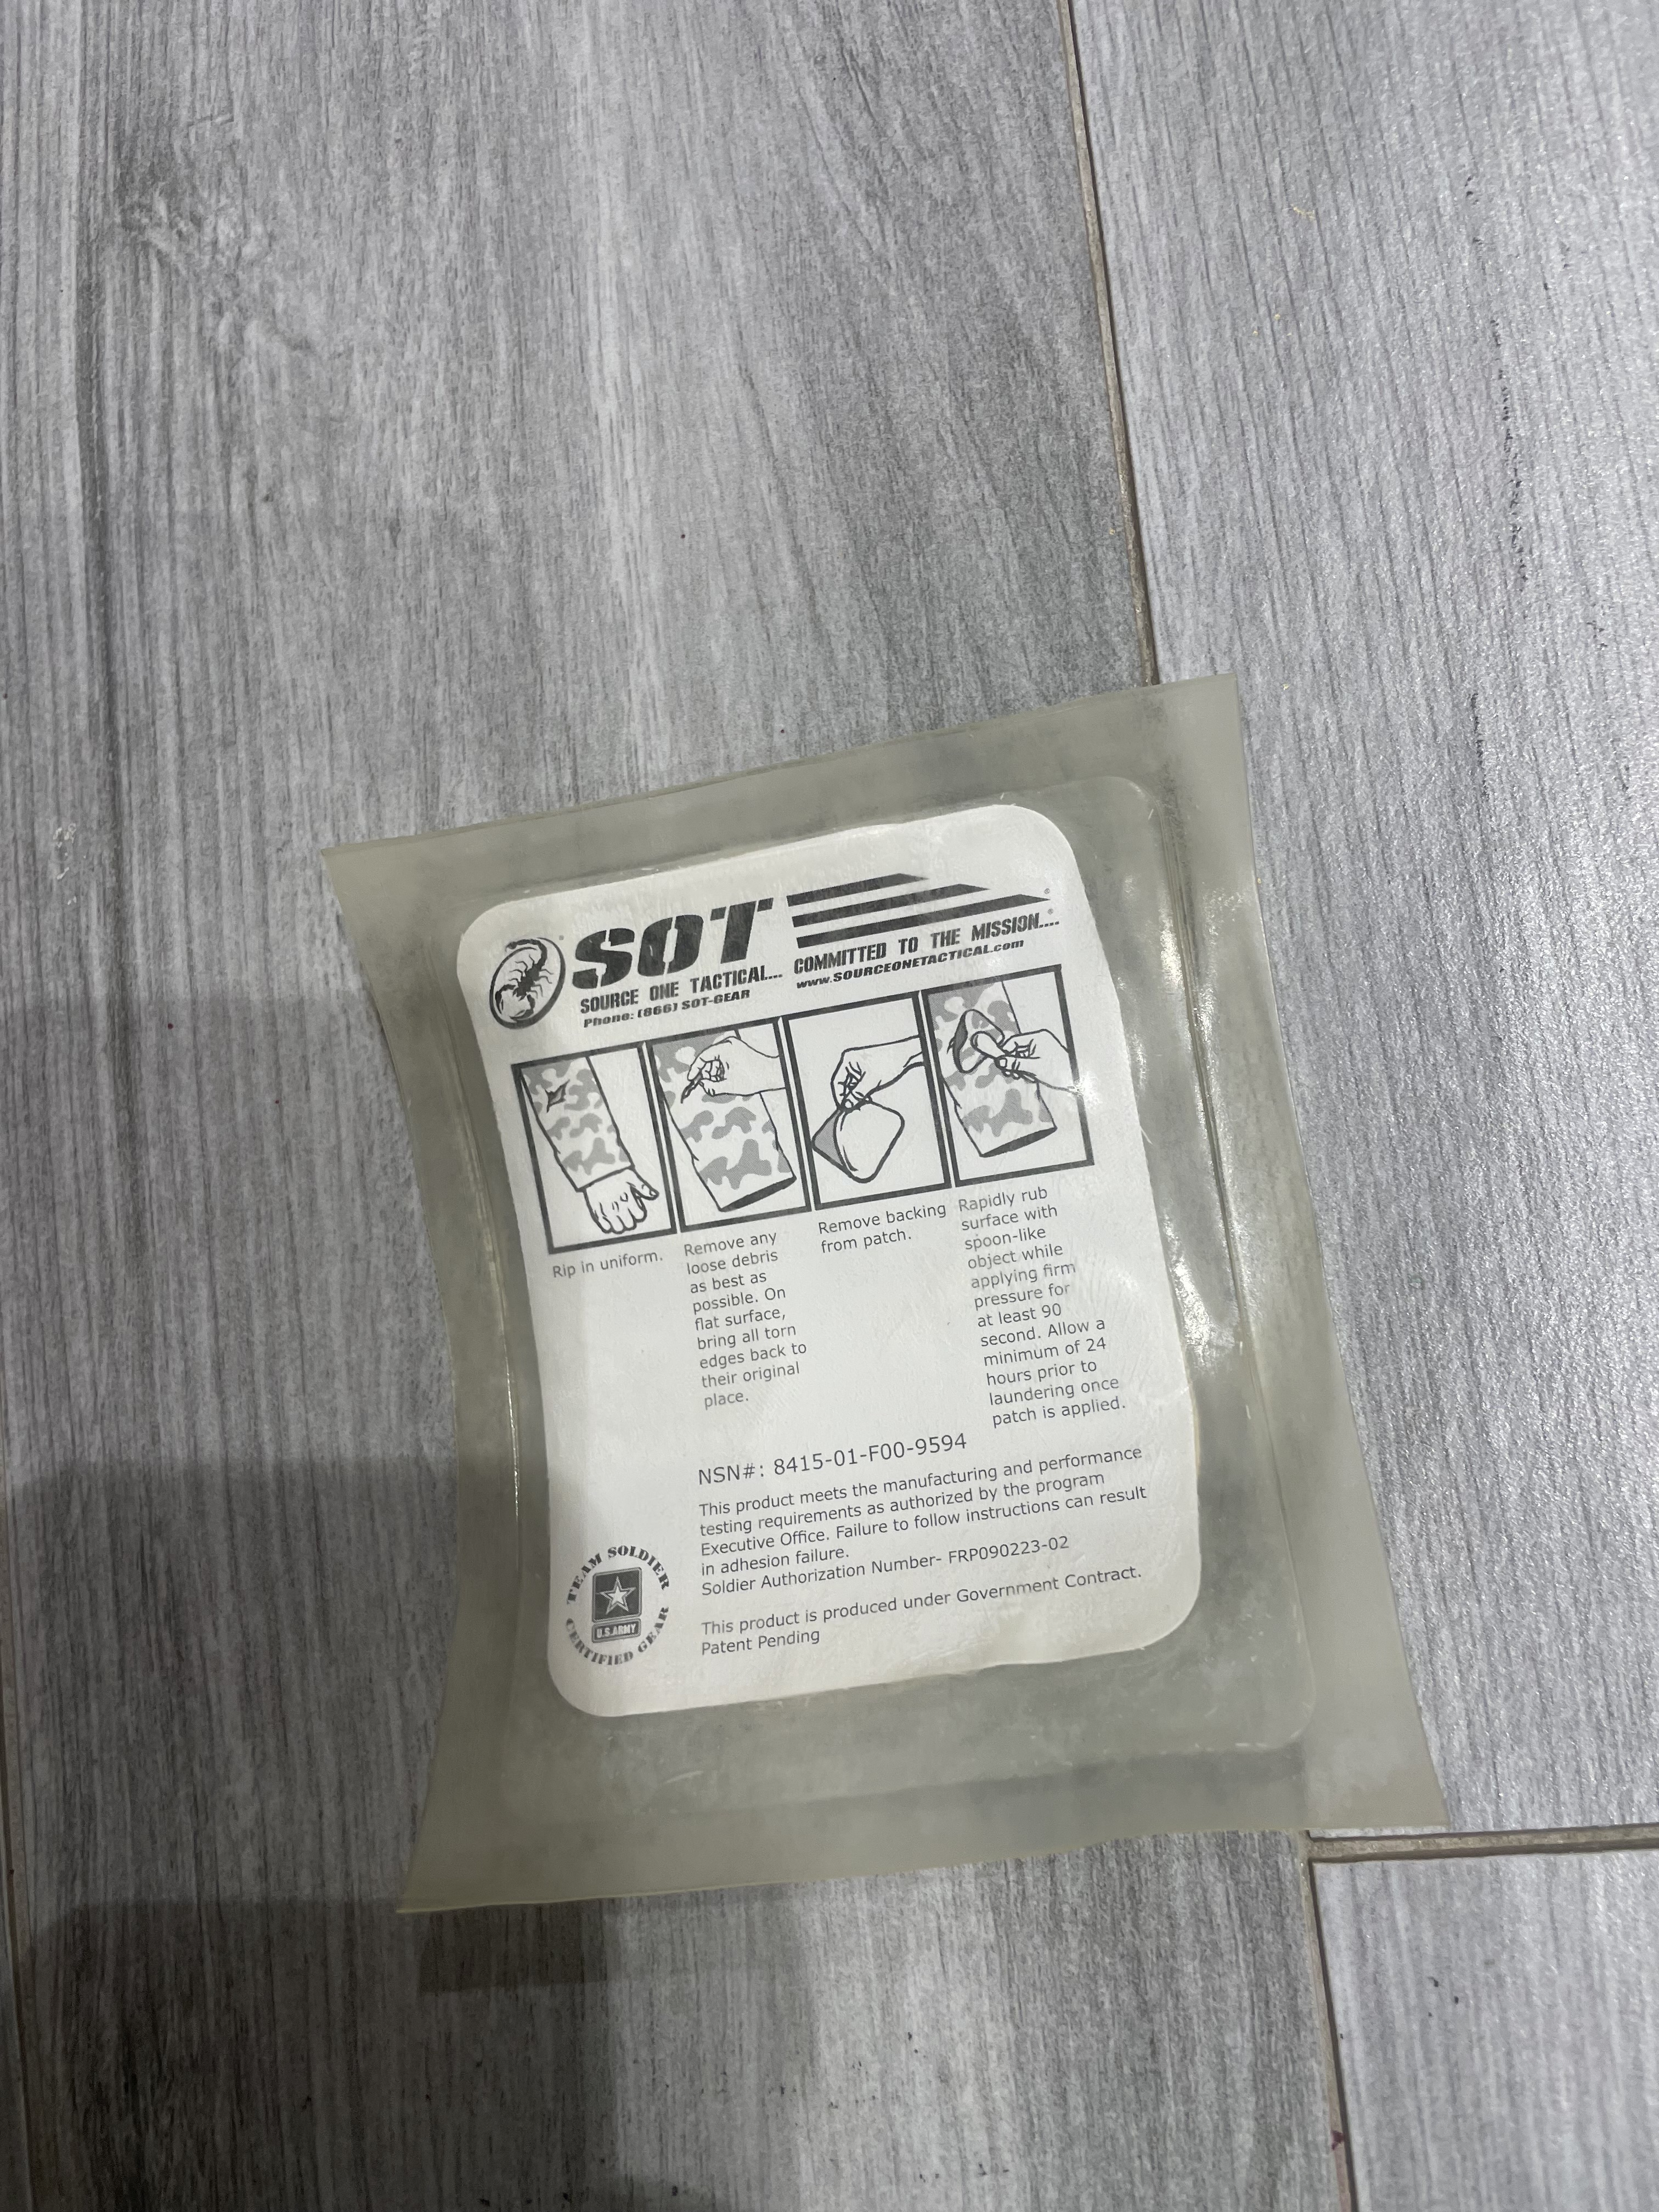 SOT
SOURCE ONE TACTICAL.... COMMITTED TO THE MISSION....
Phone: (866) SOT-GEAR www.SOURCEONETACTICAL.com
Rip in uniform.
Remove any
loose debris
as best as
possible. On
flat surface,
bring all torn
edges back to
their original
place.
Remove backing
from patch.
Rapidly rub
surface with
spoon-like
object while
applying firm
pressure for
at least 90
second. Allow a
minimum of 24
hours prior to
laundering once
patch is applied.
NSN#: 8415-01-F00-9594
This product meets the manufacturing and performance
testing requirements as authorized by the program
Executive Office. Failure to follow instructions can result
in adhesion failure.
Soldier Authorization Number- FRP090223-02
This product is produced under Government Contract.
Patent Pending
TEAM SOLDIER
U.S.ARMY
CERTIFIED GEAR